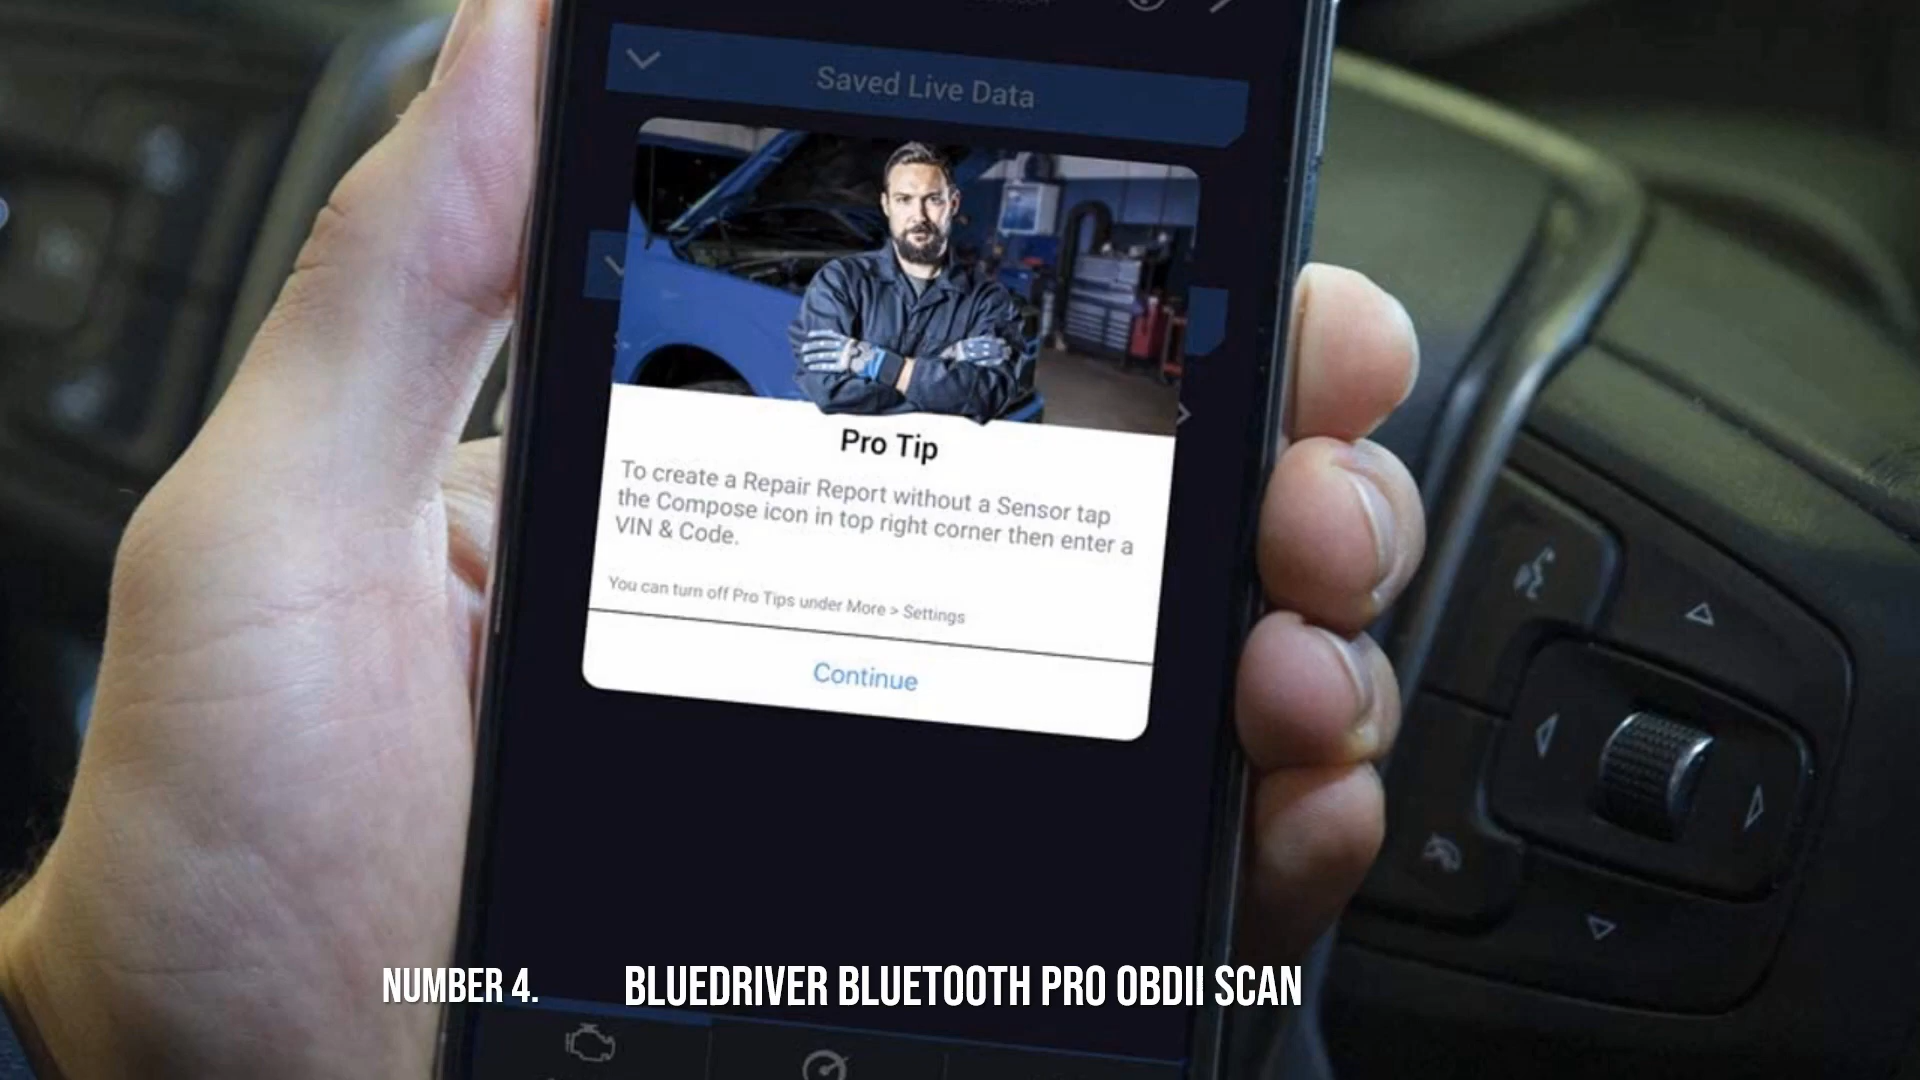 Saved Live Data
Pro Tip
To create a Repair Report without a Sensor tap
the Compose icon in top right corner then enter a
VIN & Code.
You can turn off Pro Tips under More > Settings
Continue
NUMBER 4. BLUEDRIVER BLUETOOTH PRO OBDII SCAN